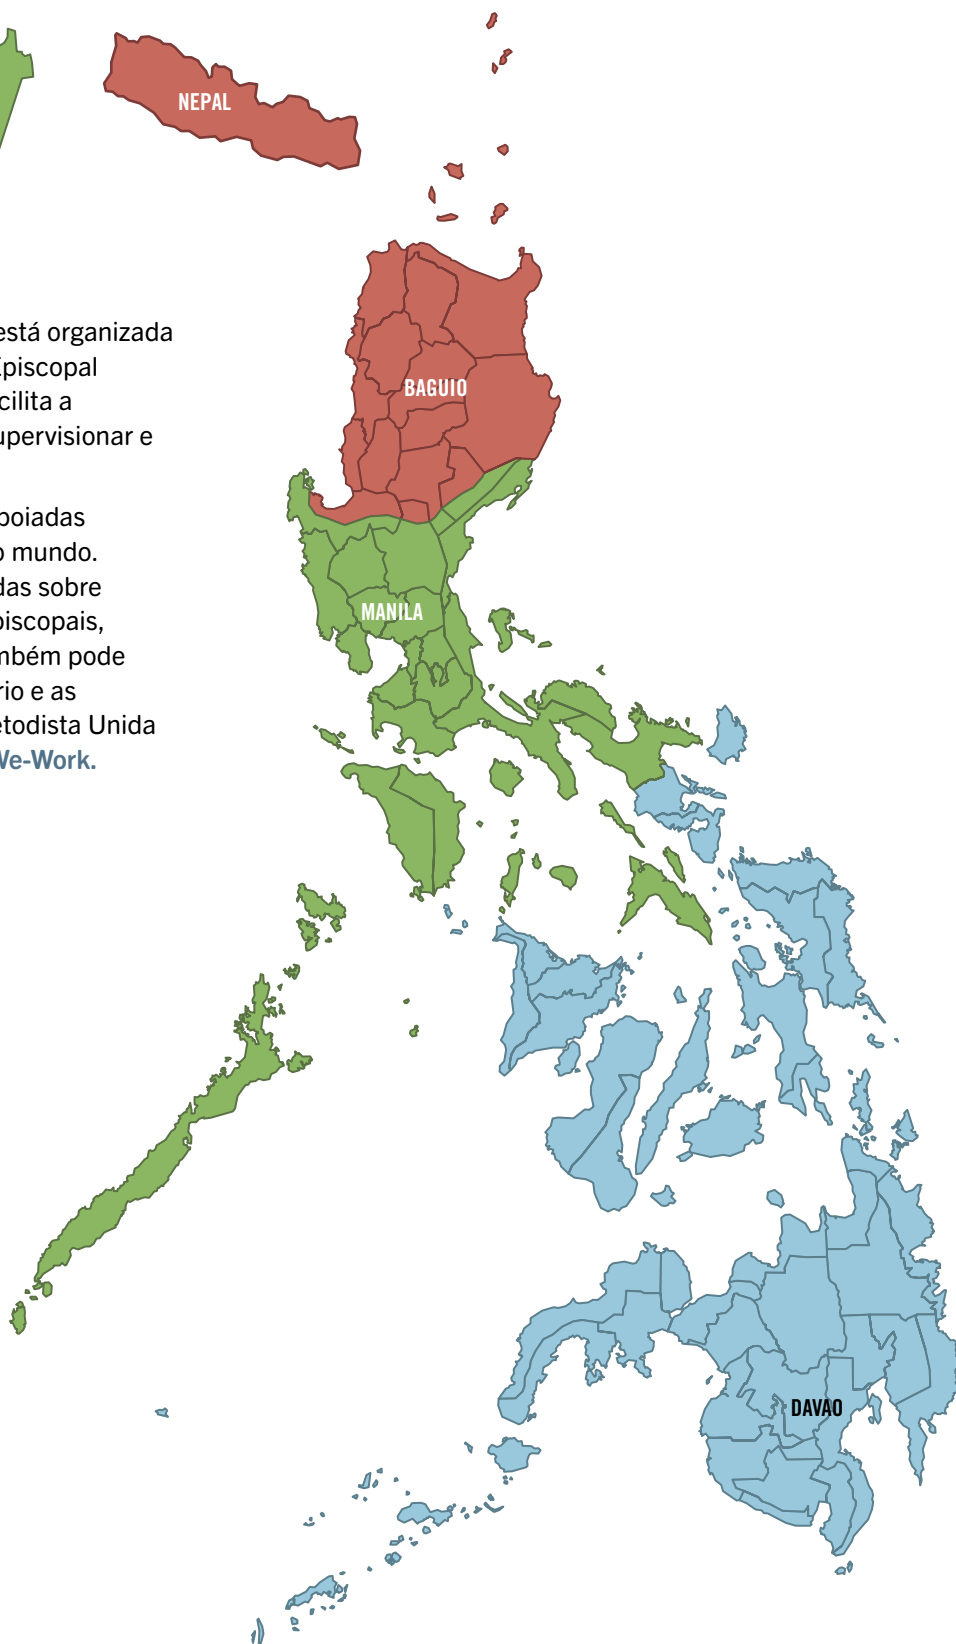 NEPAL
está organizada
Episcopal
cilita a
upervisionar e
BAGUIO
poiadas
o mundo.
das sobre
piscopais,
mbém pode
rio e as
etodista Unida
We-Work.
MANILA
DAVAO